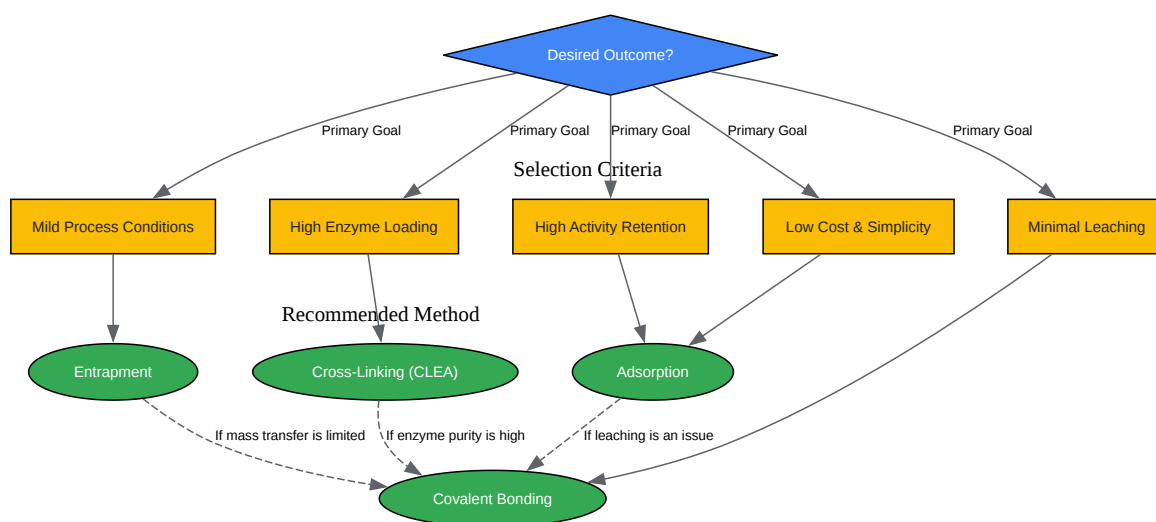 Desired Outcome?
Primary Goal
Primary Goal
Primary Goal
Primary Goal
Primary Goal
Selection Criteria
Mild Process Conditions
High Enzyme Loading
High Activity Retention
Low Cost & Simplicity
Minimal Leaching
Recommended Method
Entrapment
Cross-Linking (CLEA)
Adsorption
If mass transfer is limited
If enzyme purity is high
If leaching is an issue
Covalent Bonding